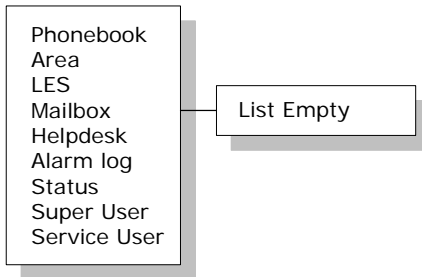 Phonebook
Area
LES
Mailbox
Helpdesk
Alarm log
Status
Super User
Service User
List Empty